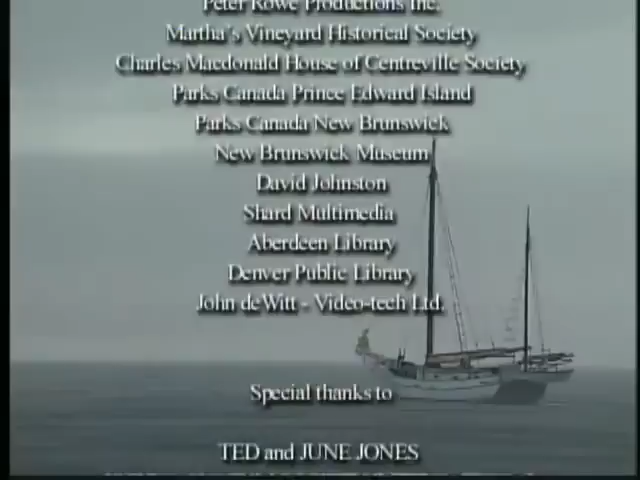 Peter Rowe Productions Inc.
Martha's Vineyard Historical Society
Charles Macdonald House of Centreville Society
Parks Canada Prince Edward Island
Parks Canada New Brunswick
New Brunswick Museum
David Johnston
Shard Multimedia
Aberdeen Library
Denver Public Library
John deWitt - Video-tech Ltd.
Special thanks to
TED and JUNE JONES